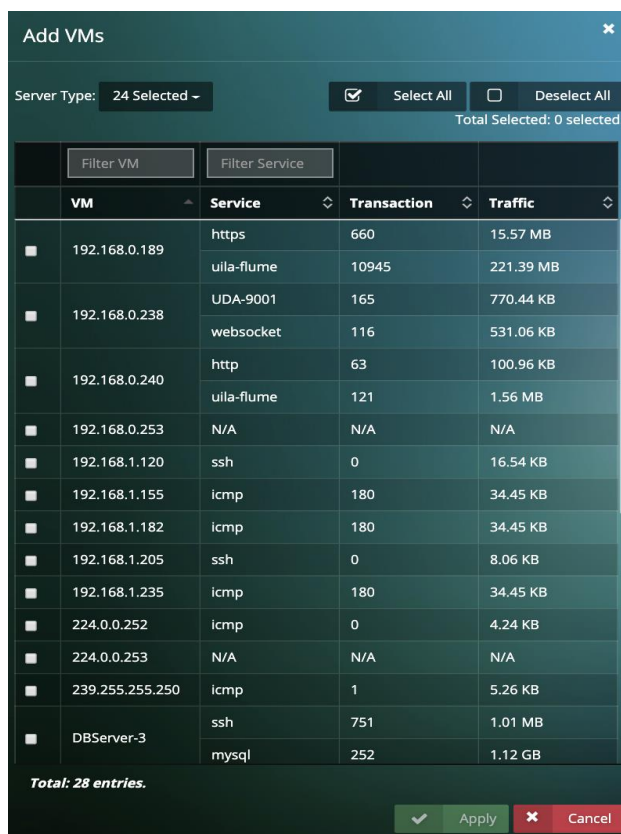 Add VMs
Server Type: 24 Selected Select All Deselect All
Total Selected: 0 selected
Filter VM Filter Service
VM Service Transaction Traffic
192.168.0.189 https 660 15.57 MB
uila-flume 10945 221.39 MB
192.168.0.238 UDA-9001 165 770.44 KB
websocket 116 531.06 KB
192.168.0.240 http 63 100.96 KB
uila-flume 121 1.56 MB
192.168.0.253 N/A N/A N/A
192.168.1.120 ssh 0 16.54 KB
192.168.1.155 icmp 180 34.45 KB
192.168.1.182 icmp 180 34.45 KB
192.168.1.205 ssh 0 8.06 KB
192.168.1.235 icmp 180 34.45 KB
224.0.0.252 icmp 0 4.24 KB
224.0.0.253 N/A N/A N/A
239.255.255.250 icmp 1 5.26 KB
DBServer-3 ssh 751 1.01 MB
mysql 252 1.12 GB
Total: 28 entries.
Apply Cancel